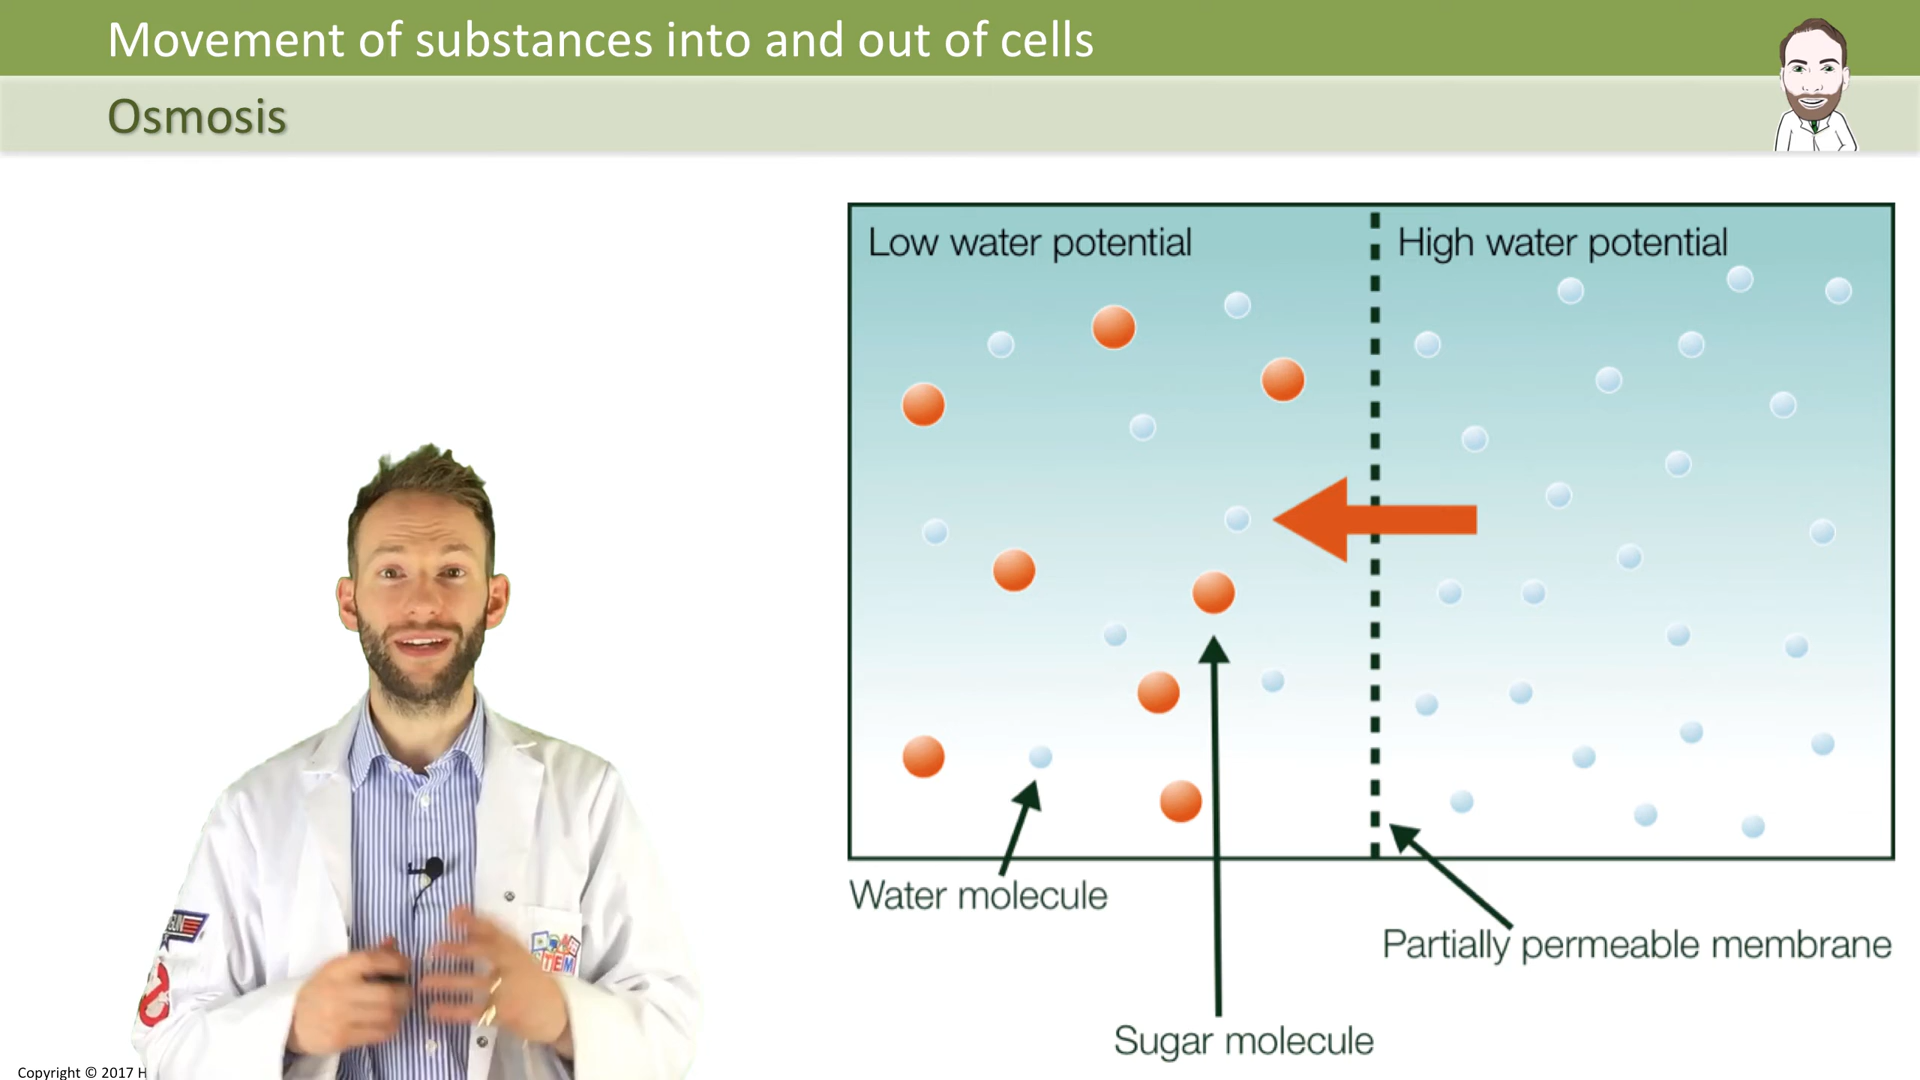 Movement of substances into and out of cells
Osmosis
Low water potential
High water potential
Water molecule
Partially permeable membrane
Sugar molecule
TEM
Copyright © 2017 H